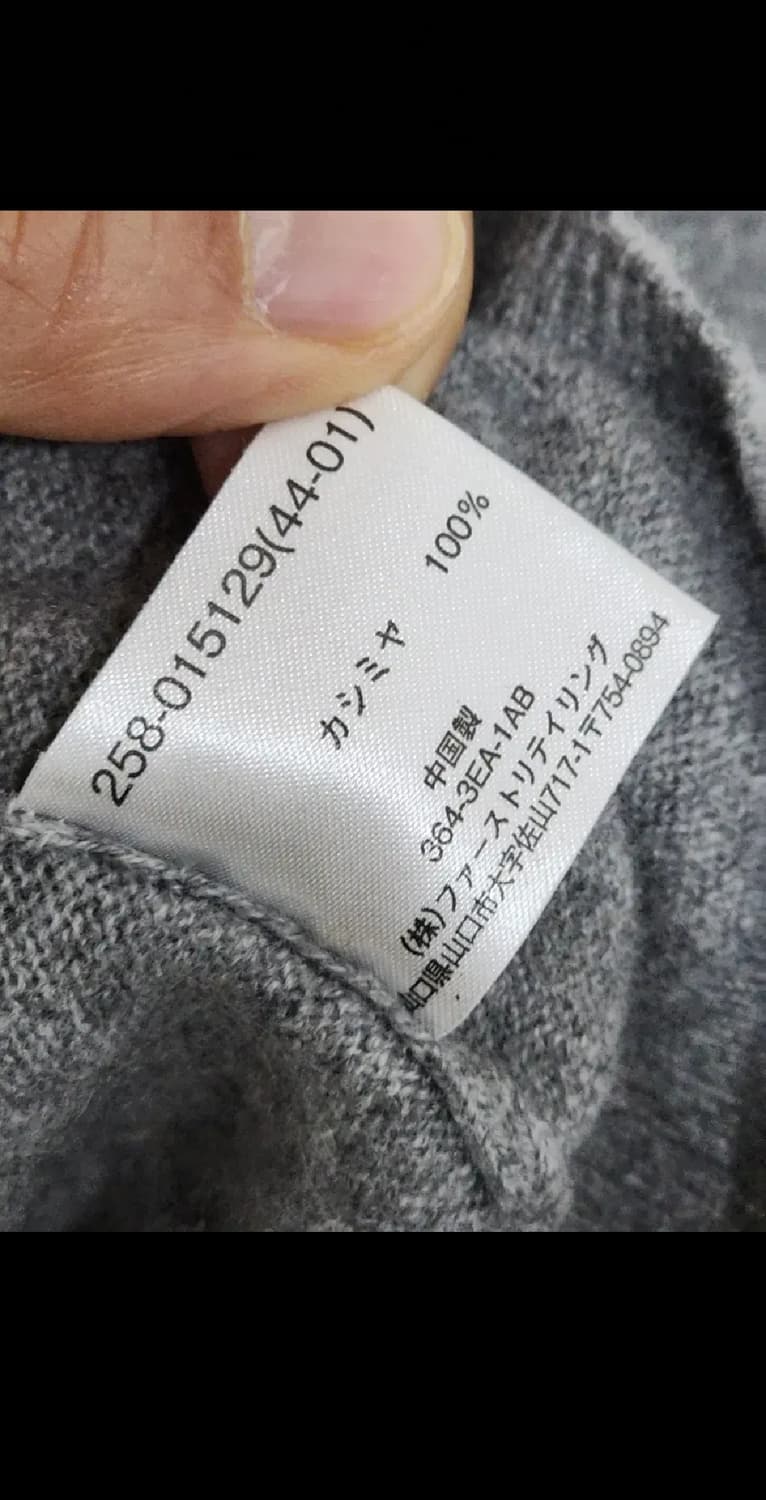 258-015129(44-01)
カシミヤ 100%
中国製
364-3EA-1AB
(株)ファーストリテイリング
山口県山口市大字佐山717-1〒754-0894